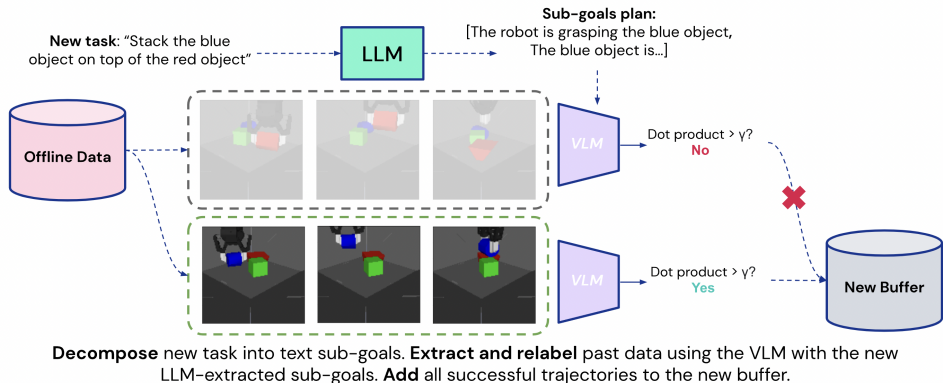 Sub-goals plan:
[The robot is grasping the blue object,
The blue object is...]
New task: “Stack the blue
object on top of the red object”
LLM
Offline Data
VLM
Dot product > γ?
No
VLM
Dot product > γ?
Yes
New Buffer
Decompose new task into text sub-goals. Extract and relabel past data using the VLM with the new
LLM-extracted sub-goals. Add all successful trajectories to the new buffer.